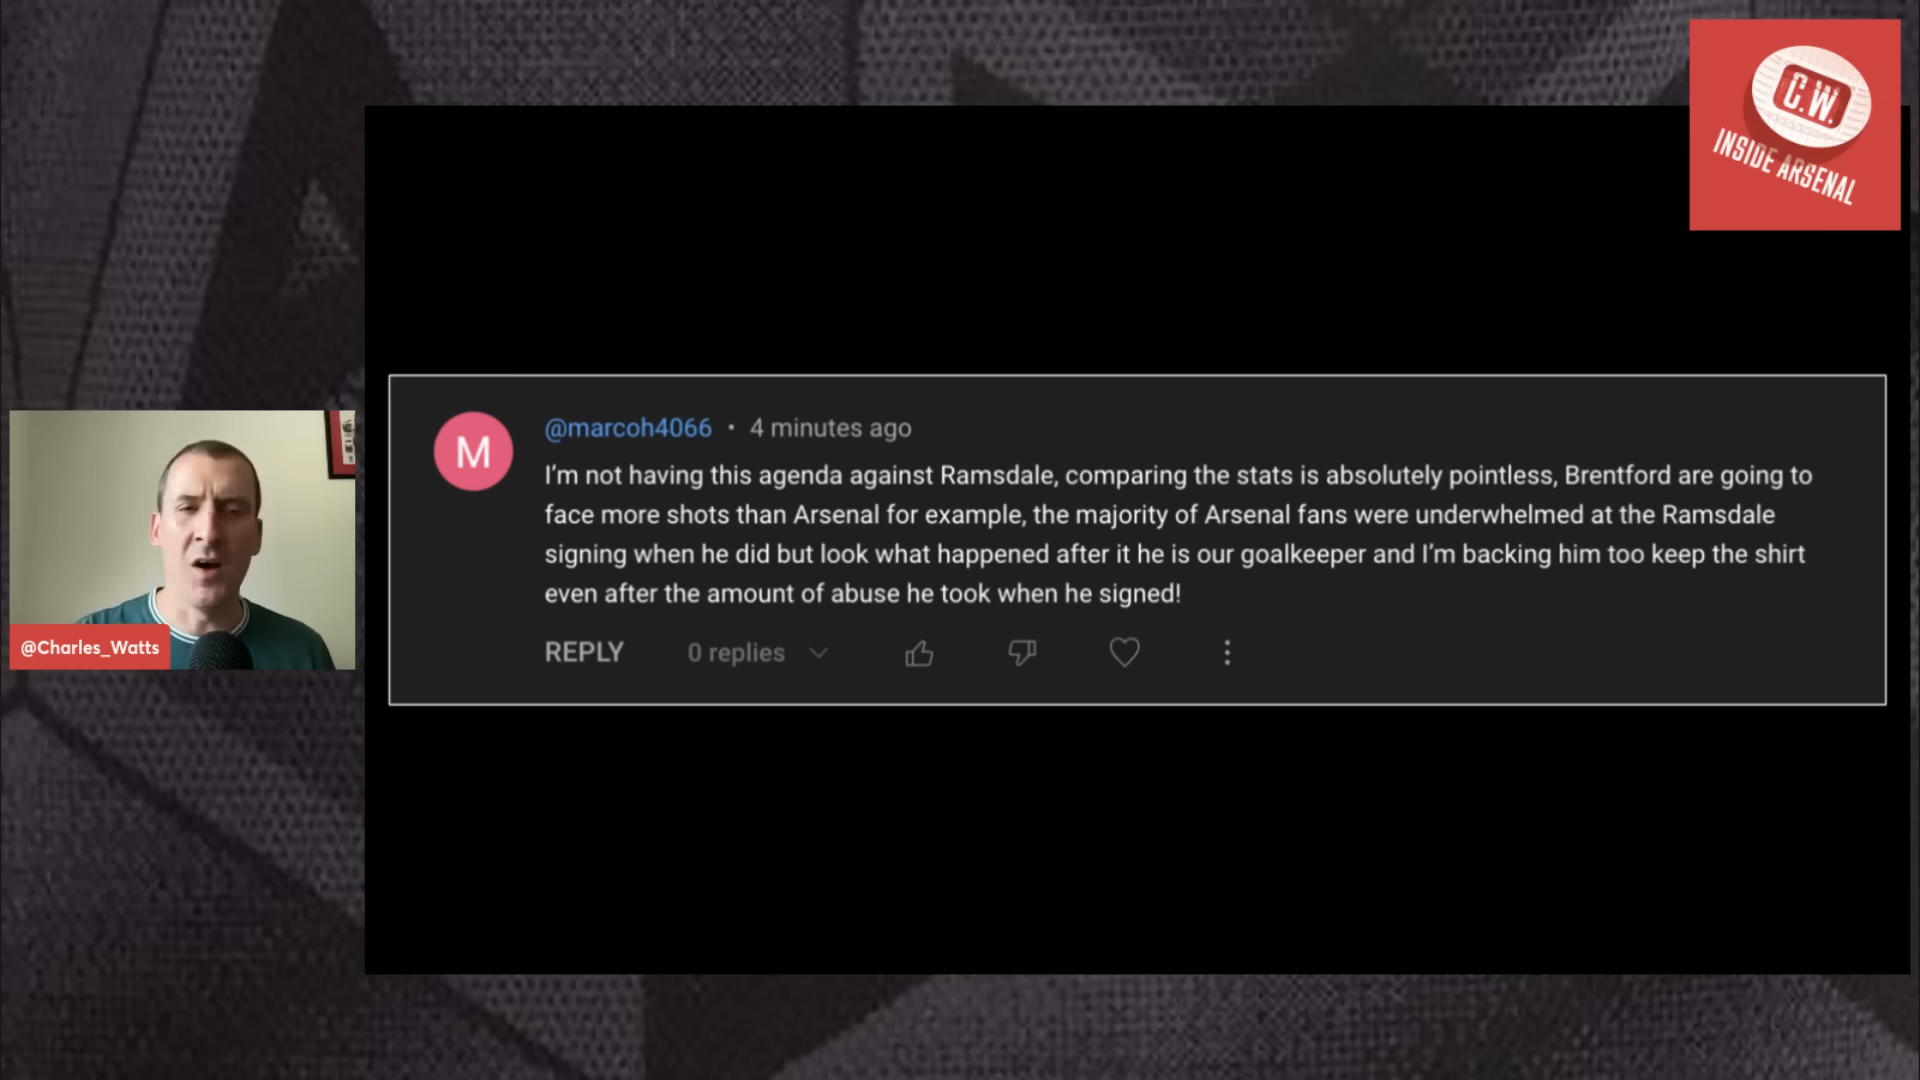 C.W.
INSIDE ARSENAL
M
@marcoh4066 • 4 minutes ago
I’m not having this agenda against Ramsdale, comparing the stats is absolutely pointless, Brentford are going to
face more shots than Arsenal for example, the majority of Arsenal fans were underwhelmed at the Ramsdale
signing when he did but look what happened after it he is our goalkeeper and I’m backing him too keep the shirt
even after the amount of abuse he took when he signed!
REPLY 0 replies
@Charles_Watts